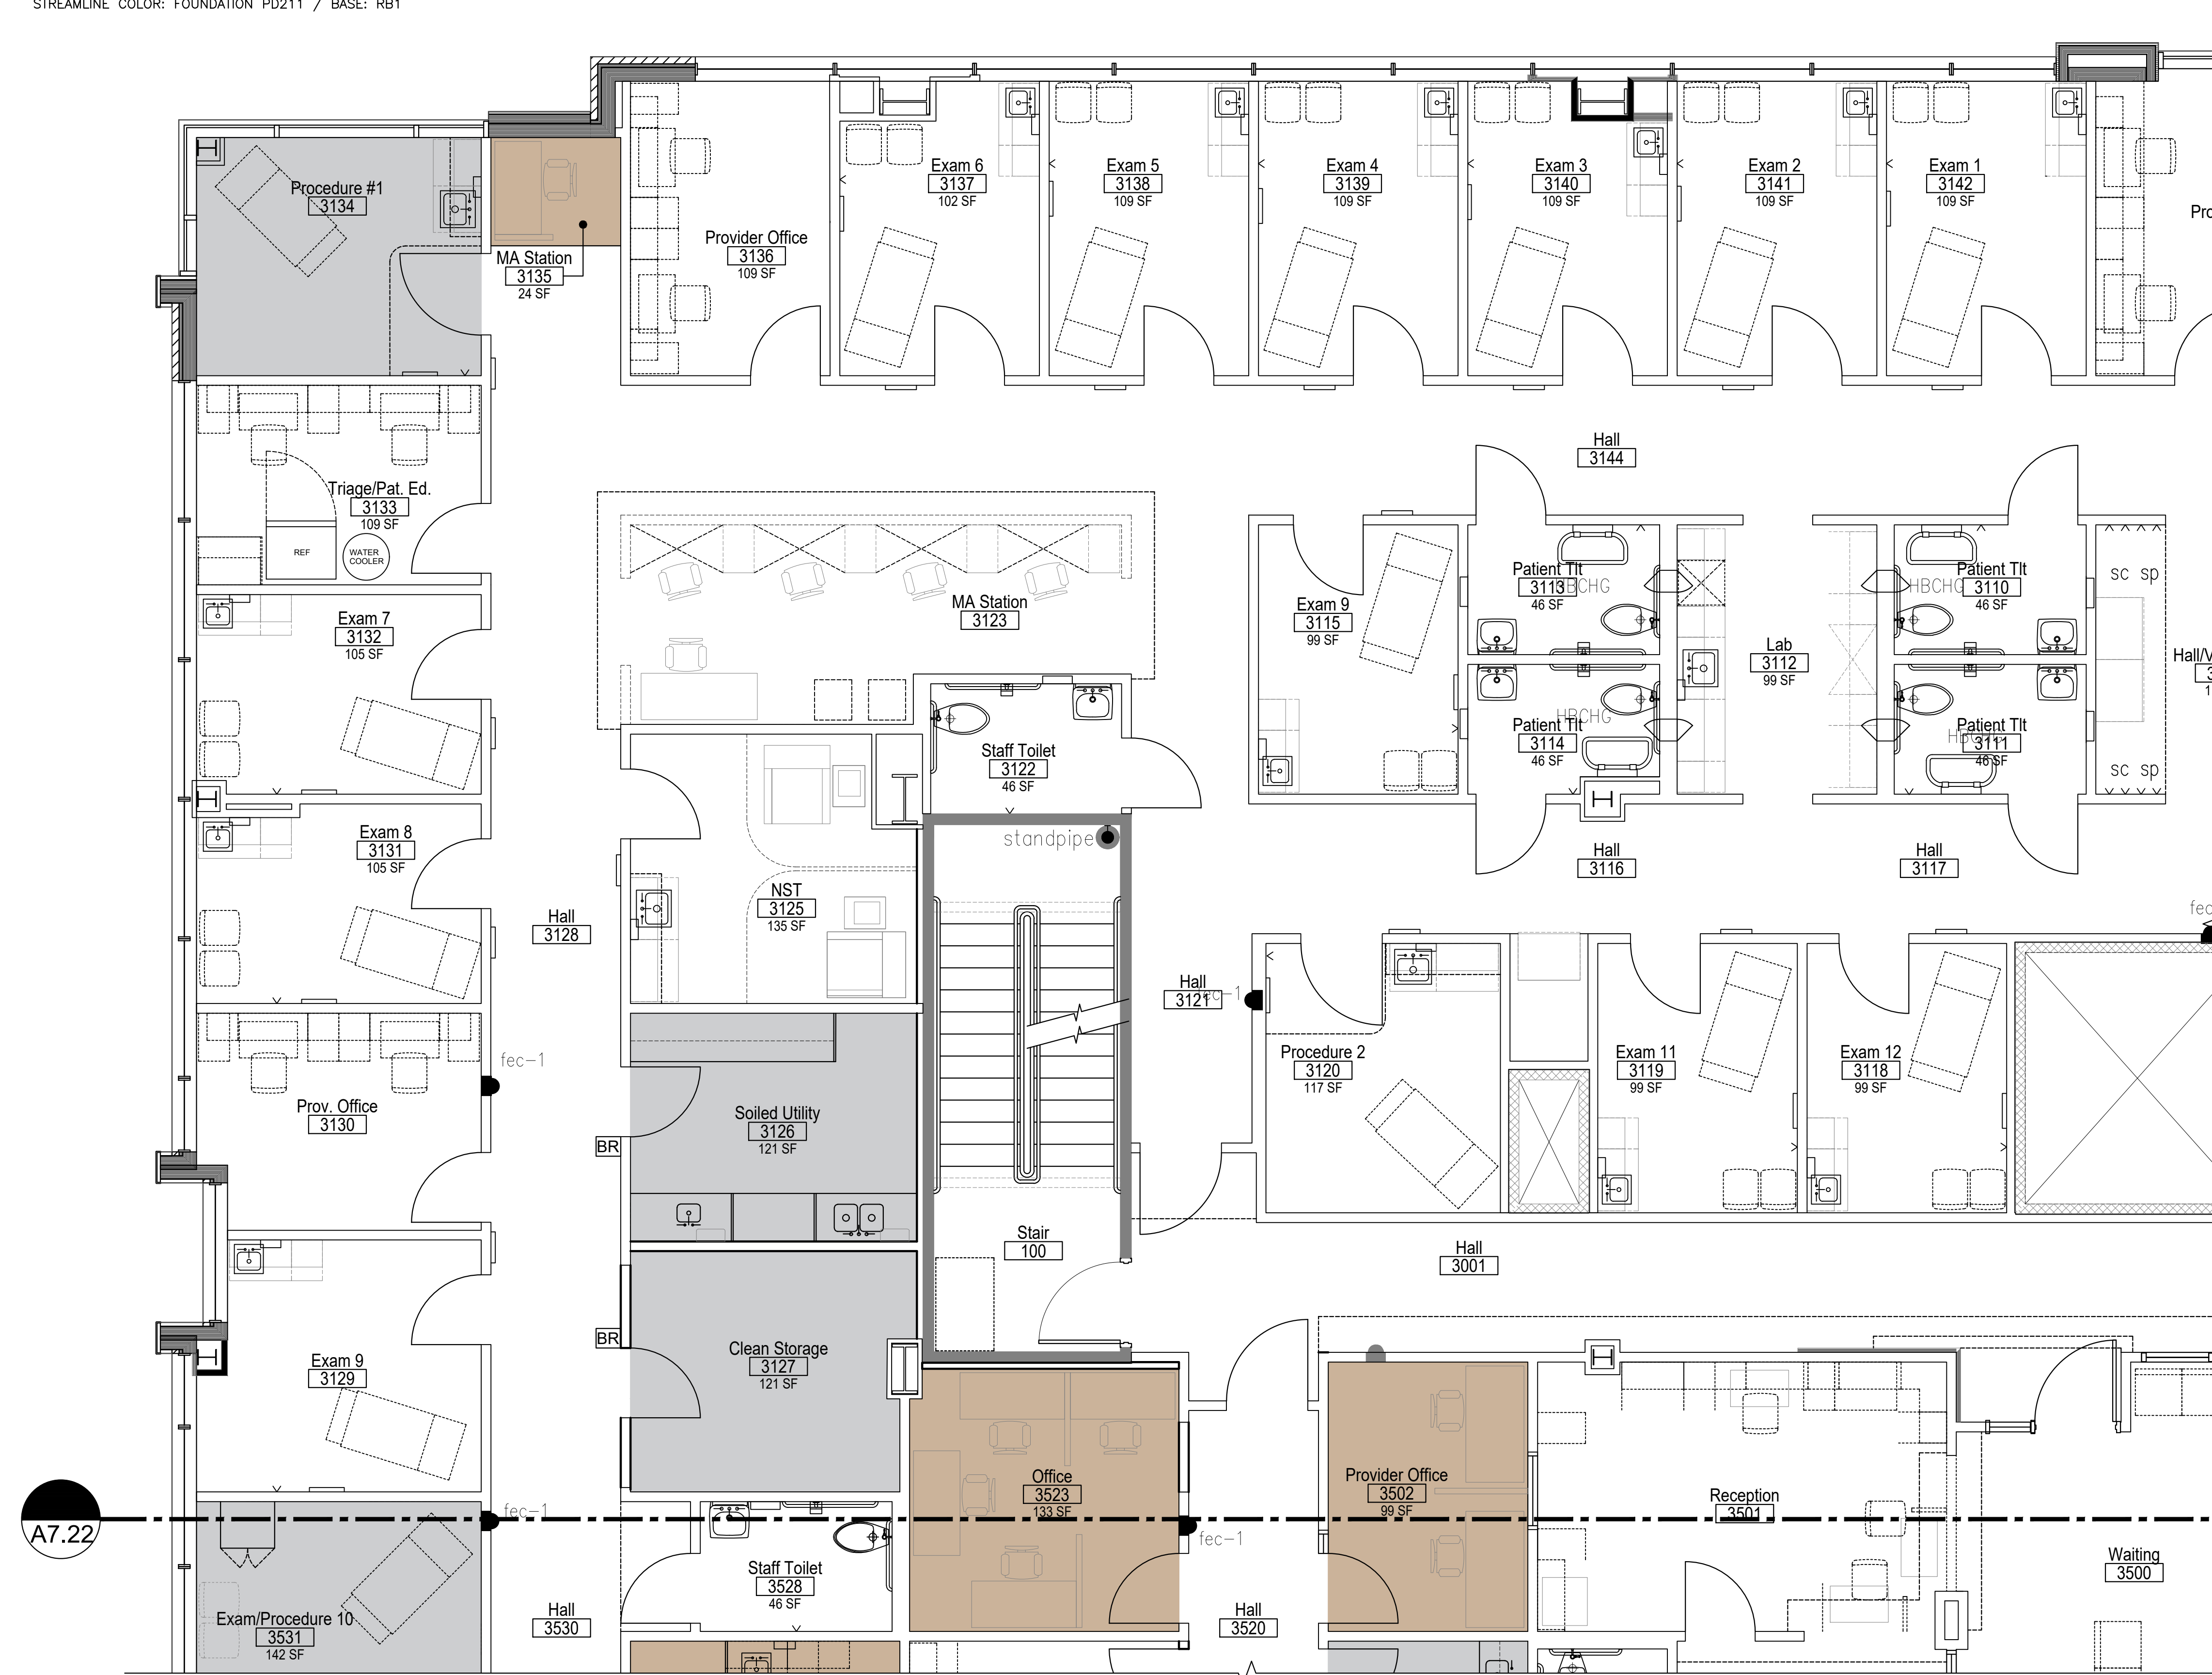 STREAMLINE COLOR: FOUNDATION PD211 / BASE: RB1
Procedure #1
3134
MA Station
3135
24 SF
Provider Office
3136
109 SF
Exam 6
3137
102 SF
Exam 5
3138
109 SF
Exam 4
3139
109 SF
Exam 3
3140
109 SF
Exam 2
3141
109 SF
Exam 1
3142
109 SF
Hall
3144
Triage/Pat. Ed.
3133
109 SF
REF
WATER
COOLER
MA Station
3123
Exam 9
3115
99 SF
Patient Tlt
3113
46 SF
HBCHG
Patient Tlt
3114
46 SF
HBCHG
Lab
3112
99 SF
Patient Tlt
3110
46 SF
HBCHG
Patient Tlt
3111
46 SF
sc sp
sc sp
Exam 7
3132
105 SF
Staff Toilet
3122
46 SF
standpipe
Exam 8
3131
105 SF
Hall
3128
NST
3125
135 SF
Hall
3116
Hall
3117
Hall
3121
fec-1
fec-1
Prov. Office
3130
Soiled Utility
3126
121 SF
BR
Procedure 2
3120
117 SF
Exam 11
3119
99 SF
Exam 12
3118
99 SF
Stair
100
Hall
3001
BR
Exam 9
3129
Clean Storage
3127
121 SF
Office
3523
133 SF
Provider Office
3502
99 SF
Reception
3501
A7.22
fec-1
fec-1
Staff Toilet
3528
46 SF
Waiting
3500
Exam/Procedure 10
3531
142 SF
Hall
3530
Hall
3520